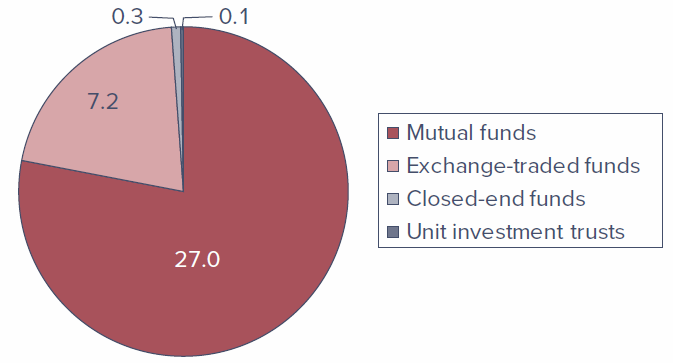 0.3
0.1
7.2
27.0
Mutual funds
Exchange-traded funds
Closed-end funds
Unit investment trusts